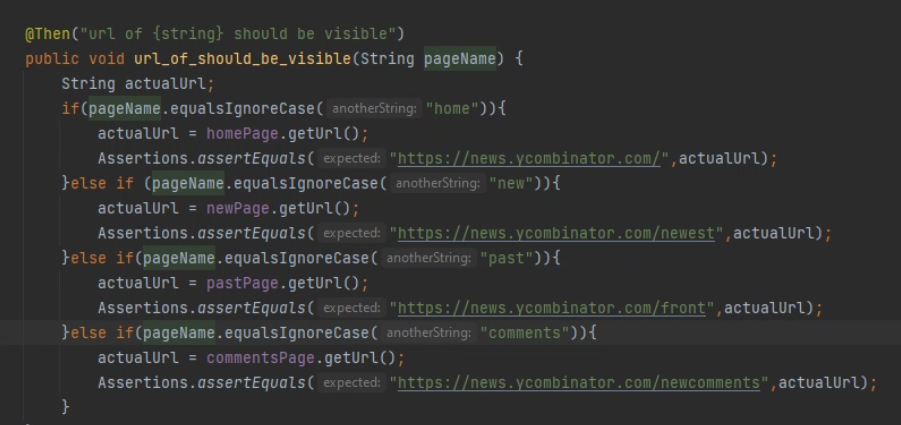 @Then("url of {string} should be visible")
public void url_of_should_be_visible(String pageName) {
String actualUrl;
if(pageName.equalsIgnoreCase( anotherString: "home")){
actualUrl = homePage.getUrl();
Assertions.assertEquals( expected: "https://news.ycombinator.com/",actualUrl);
}else if (pageName.equalsIgnoreCase( anotherString: "new")){
actualUrl = newPage.getUrl();
Assertions.assertEquals( expected: "https://news.ycombinator.com/newest",actualUrl);
}else if(pageName.equalsIgnoreCase( anotherString: "past")){
actualUrl = pastPage.getUrl();
Assertions.assertEquals( expected: "https://news.ycombinator.com/front",actualUrl);
}else if(pageName.equalsIgnoreCase( anotherString: "comments")){
actualUrl = commentsPage.getUrl();
Assertions.assertEquals( expected: "https://news.ycombinator.com/newcomments",actualUrl);
}